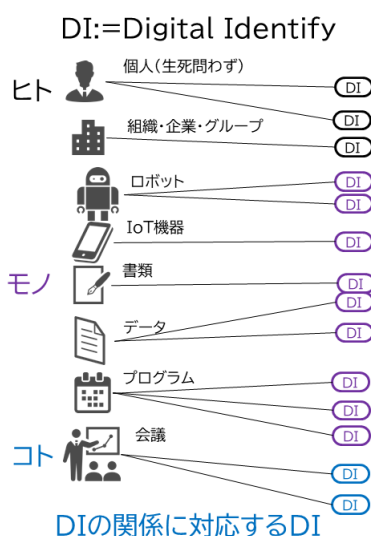 DI:=Digital Identify
個人(生死問わず)
ヒト
DI
DI
組織・企業・グループ
DI
ロボット
DI
DI
IoT機器
DI
書類
モノ
DI
DI
データ
DI
プログラム
DI
DI
DI
会議
コト
DI
DI
DIの関係に対応するDI